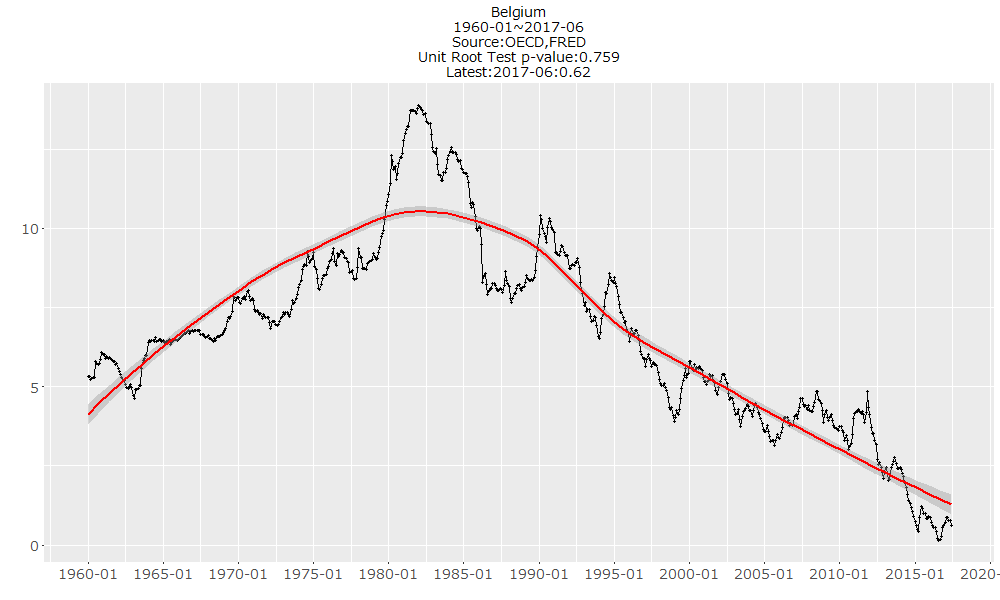 Belgium
1960-01~2017-06
Source:OECD,FRED
Unit Root Test p-value:0.759
Latest:2017-06:0.62
10
5
0
1960-01 1965-01 1970-01 1975-01 1980-01 1985-01 1990-01 1995-01 2000-01 2005-01 2010-01 2015-01 2020-